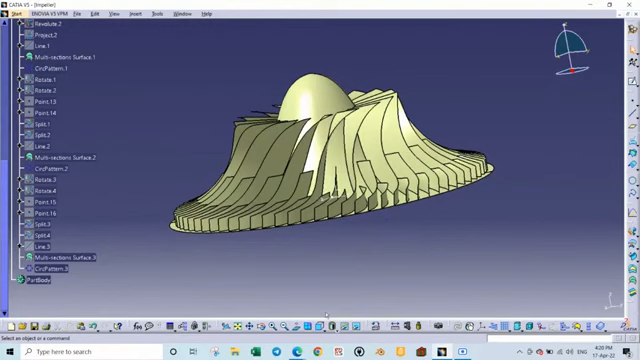 CATIA V5 - [Impeller]
Start ENOVIA V5 VPM File Edit View Insert Tools Window Help
Revolute.2
Project.2
Line.1
Multi-sections Surface.1
CircPattern.1
Rotate.1
Rotate.2
Point.13
Point.14
Split.1
Split.2
Line.2
Multi-sections Surface.2
CircPattern.2
Rotate.3
Rotate.4
Point.15
Point.16
Split.3
Split.4
Line.3
Multi-sections Surface.3
CircPattern.3
PartBody
Select an object or a command
Type here to search
ENG
4:20 PM
17-Apr-22